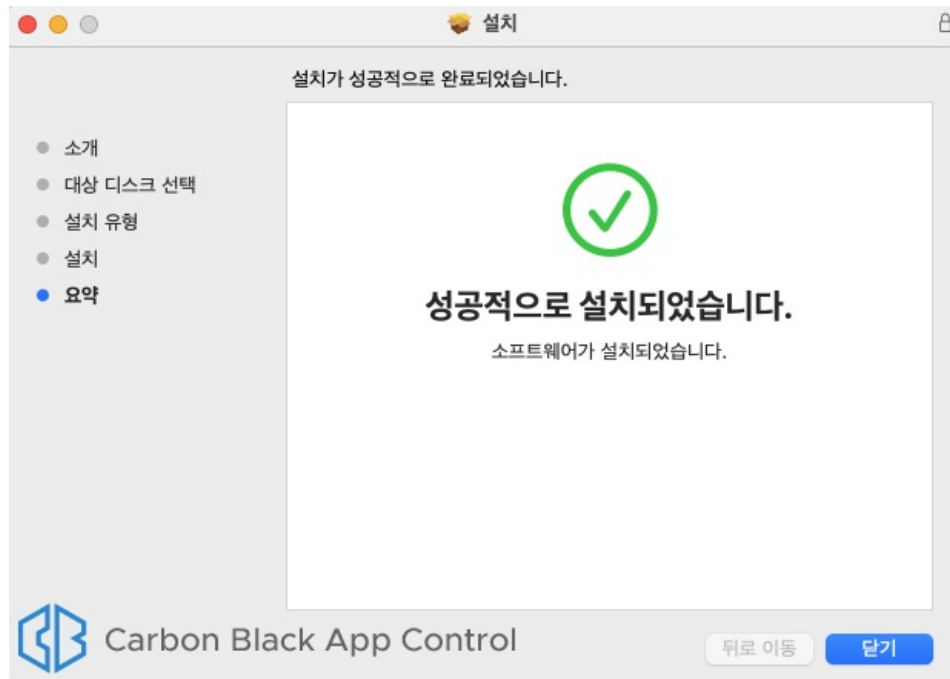 설치
설치가 성공적으로 완료되었습니다.
소개
대상 디스크 선택
설치 유형
설치
요약
성공적으로 설치되었습니다.
소프트웨어가 설치되었습니다.
Carbon Black App Control
뒤로 이동
닫기